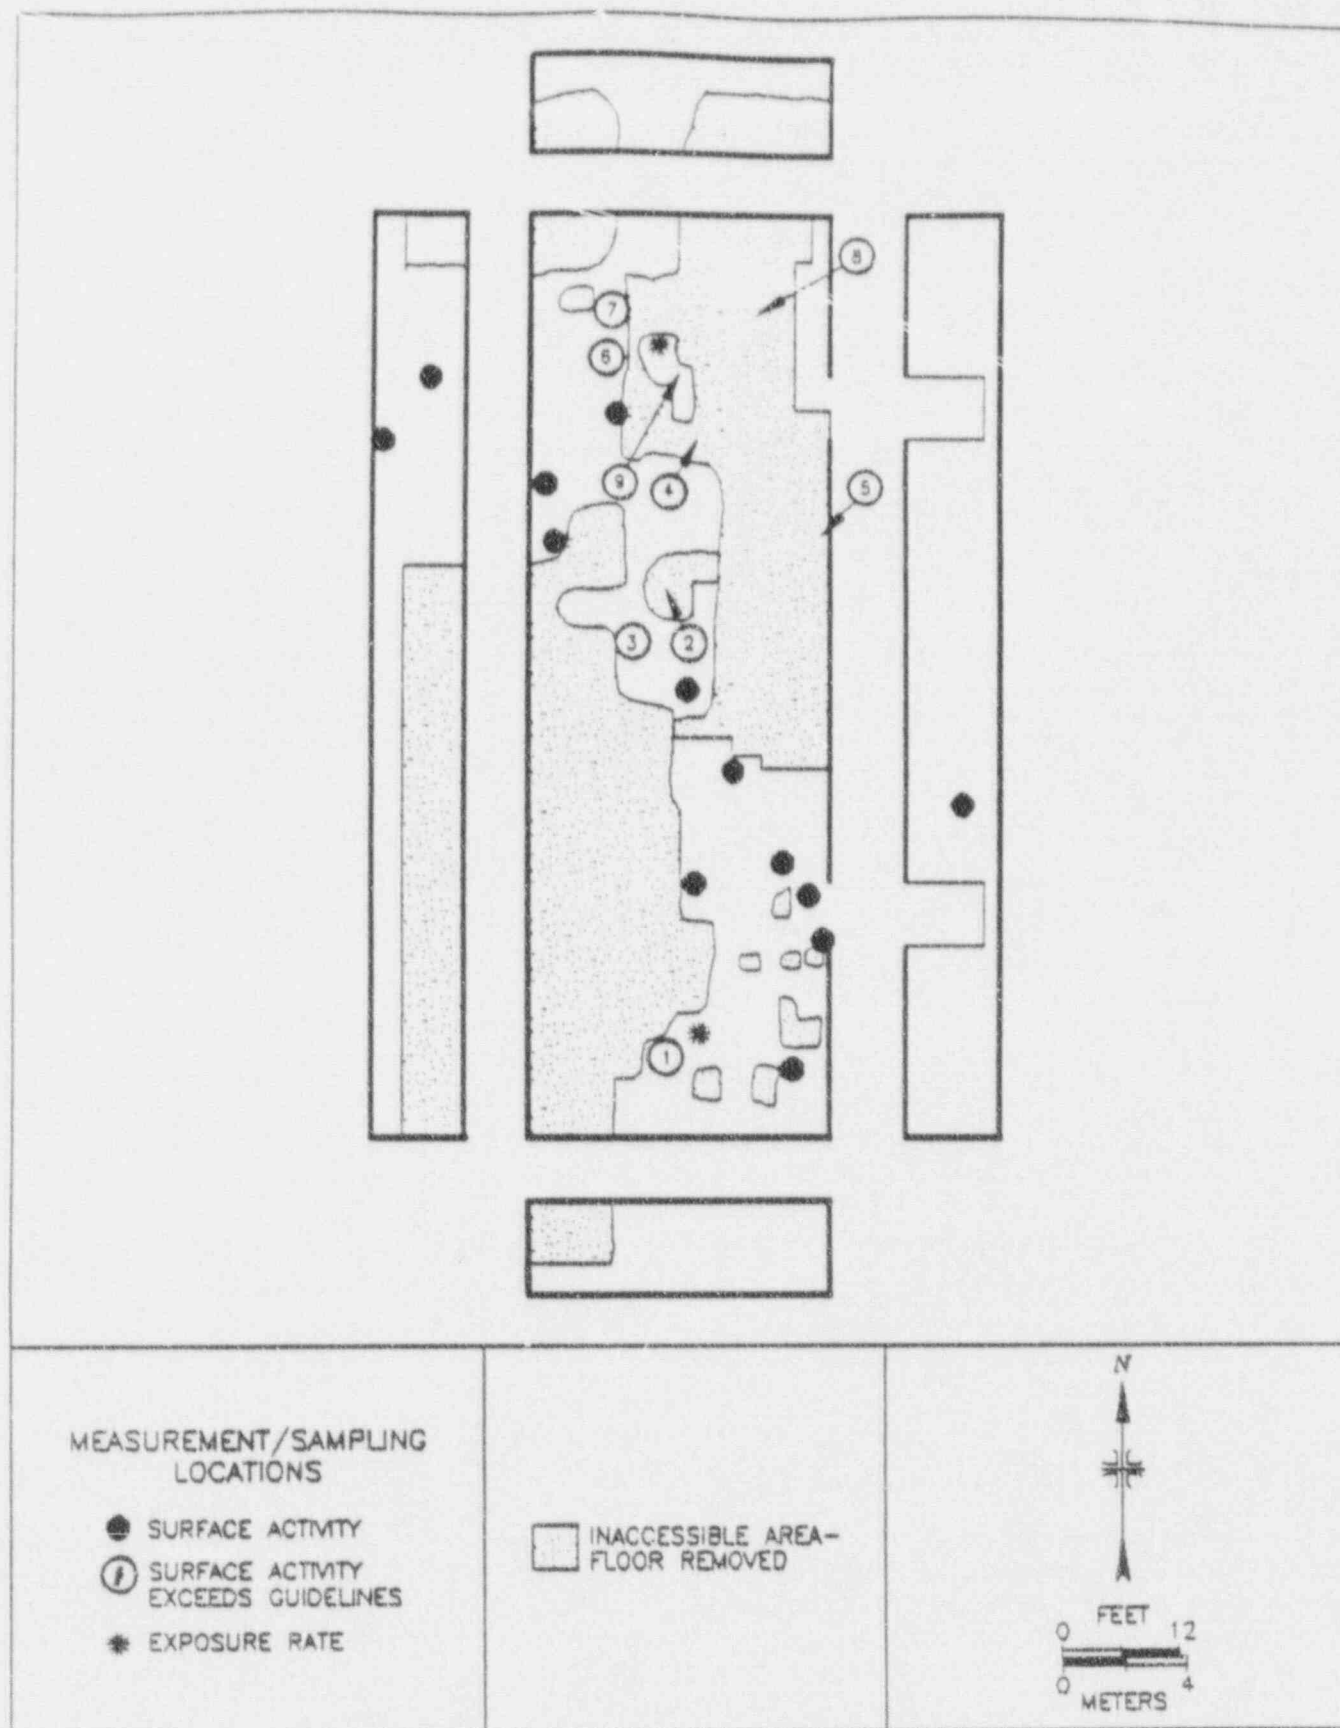 8
7
6
9
4
5
3
2
1
MEASUREMENT/SAMPLING
LOCATIONS
SURFACE ACTIVITY
SURFACE ACTIVITY
EXCEEDS GUIDELINES
EXPOSURE RATE
INACCESSIBLE AREA-
FLOOR REMOVED
N
FEET
0 12
0 4
METERS